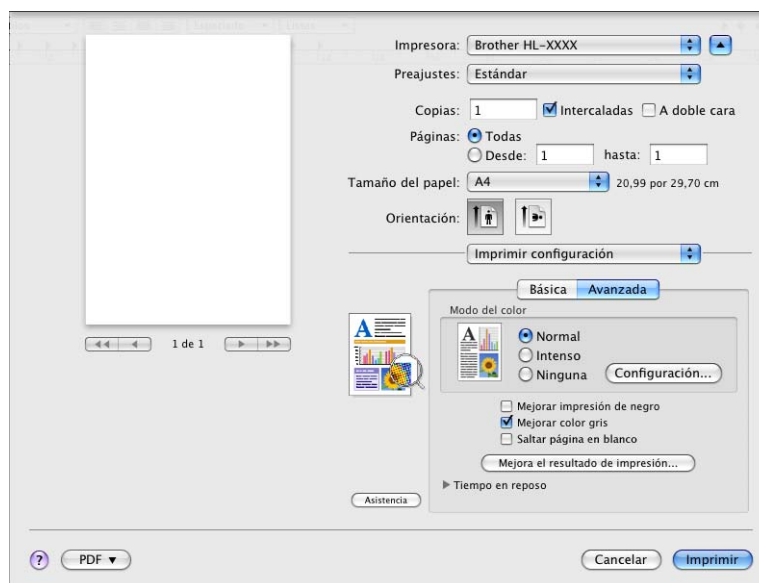 Impresora: Brother HL-XXXX
Preajustes: Estándar
Copias: 1 Intercaladas A doble cara
Páginas: Todas
Desde: 1 hasta: 1
Tamaño del papel: A4 20,99 por 29,70 cm
Orientación:
Imprimir configuración
Básica Avanzada
Modo del color
Normal
Intenso
Ninguna Configuración...
Mejorar impresión de negro
Mejorar color gris
Saltar página en blanco
Mejora el resultado de impresión...
Tiempo en reposo
1 de 1
A
A
Asistencia
? PDF Cancelar Imprimir